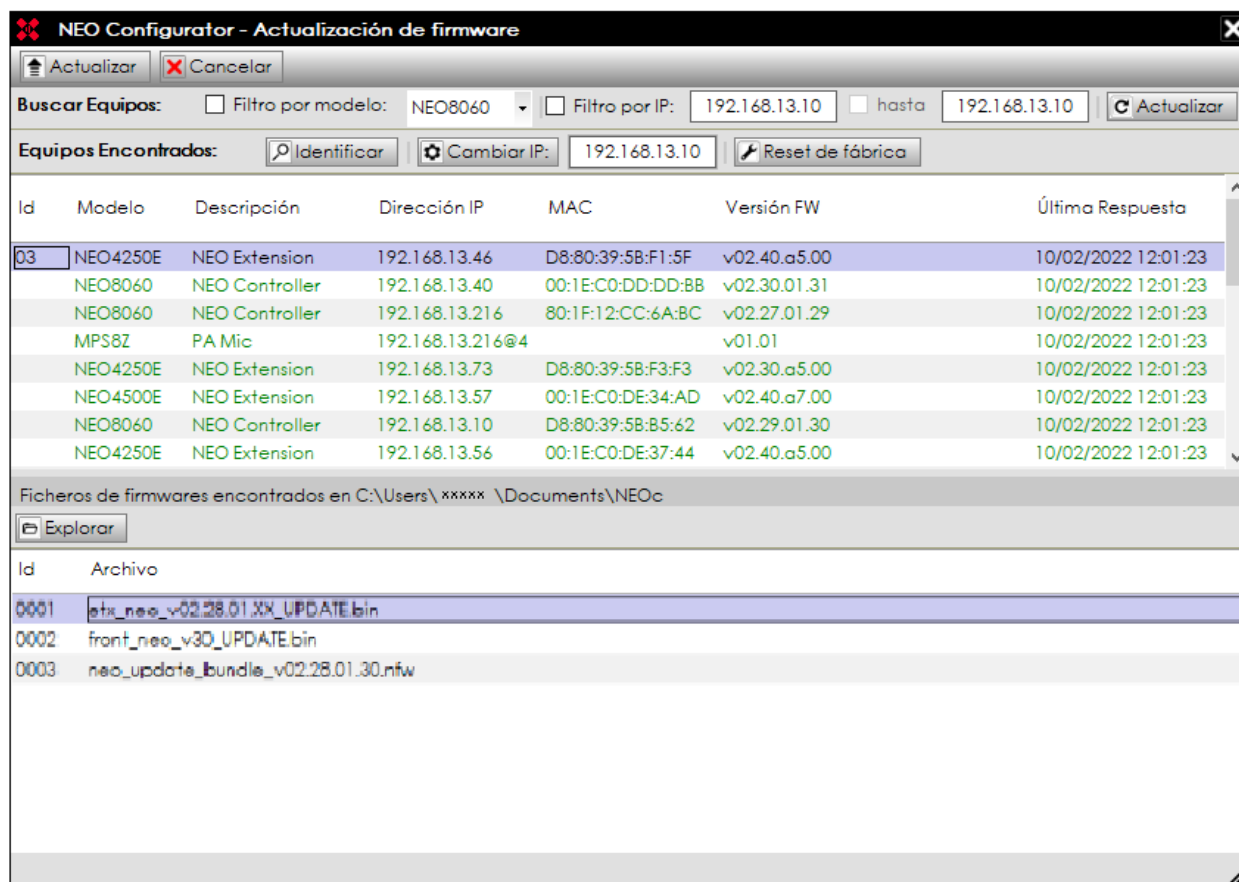 NEO Configurator - Actualización de firmware
Actualizar Cancelar
Buscar Equipos: Filtro por modelo: NEO8060 Filtro por IP: 192.168.13.10 hasta 192.168.13.10 Actualizar
Equipos Encontrados: Identificar Cambiar IP: 192.168.13.10 Reset de fábrica
Id Modelo Descripción Dirección IP MAC Versión FW Última Respuesta
03 NEO4250E NEO Extension 192.168.13.46 D8:80:39:5B:F1:5F v02.40.a5.00 10/02/2022 12:01:23
NEO8060 NEO Controller 192.168.13.40 00:1E:C0:DD:DD:BB v02.30.01.31 10/02/2022 12:01:23
NEO8060 NEO Controller 192.168.13.216 80:1F:12:CC:6A:BC v02.27.01.29 10/02/2022 12:01:23
MPS8Z PA Mic 192.168.13.216@4 v01.01 10/02/2022 12:01:23
NEO4250E NEO Extension 192.168.13.73 D8:80:39:5B:F3:F3 v02.30.a5.00 10/02/2022 12:01:23
NEO4500E NEO Extension 192.168.13.57 00:1E:C0:DE:34:AD v02.40.a7.00 10/02/2022 12:01:23
NEO8060 NEO Controller 192.168.13.10 D8:80:39:5B:B5:62 v02.29.01.30 10/02/2022 12:01:23
NEO4250E NEO Extension 192.168.13.56 00:1E:C0:DE:37:44 v02.40.a5.00 10/02/2022 12:01:23
Ficheros de firmwares encontrados en C:\Users\ xxxxx \Documents\NEOc
Explorar
Id Archivo
0001 etx_neo_v02.28.01.XX_UPDATE.bin
0002 front_neo_v30_UPDATE.bin
0003 neo_update_bundle_v02.28.01.30.nfw